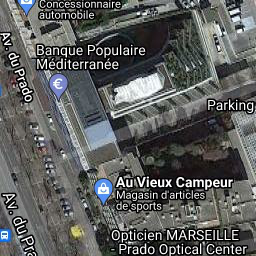 Concessionnaire
automobile
Av. du Prado
Banque Populaire
Méditerranée
Parking
Au Vieux Campeur
Magasin d'articles
de sports
Av. du Prado
Opticien MARSEILLE
Prado Optical Center